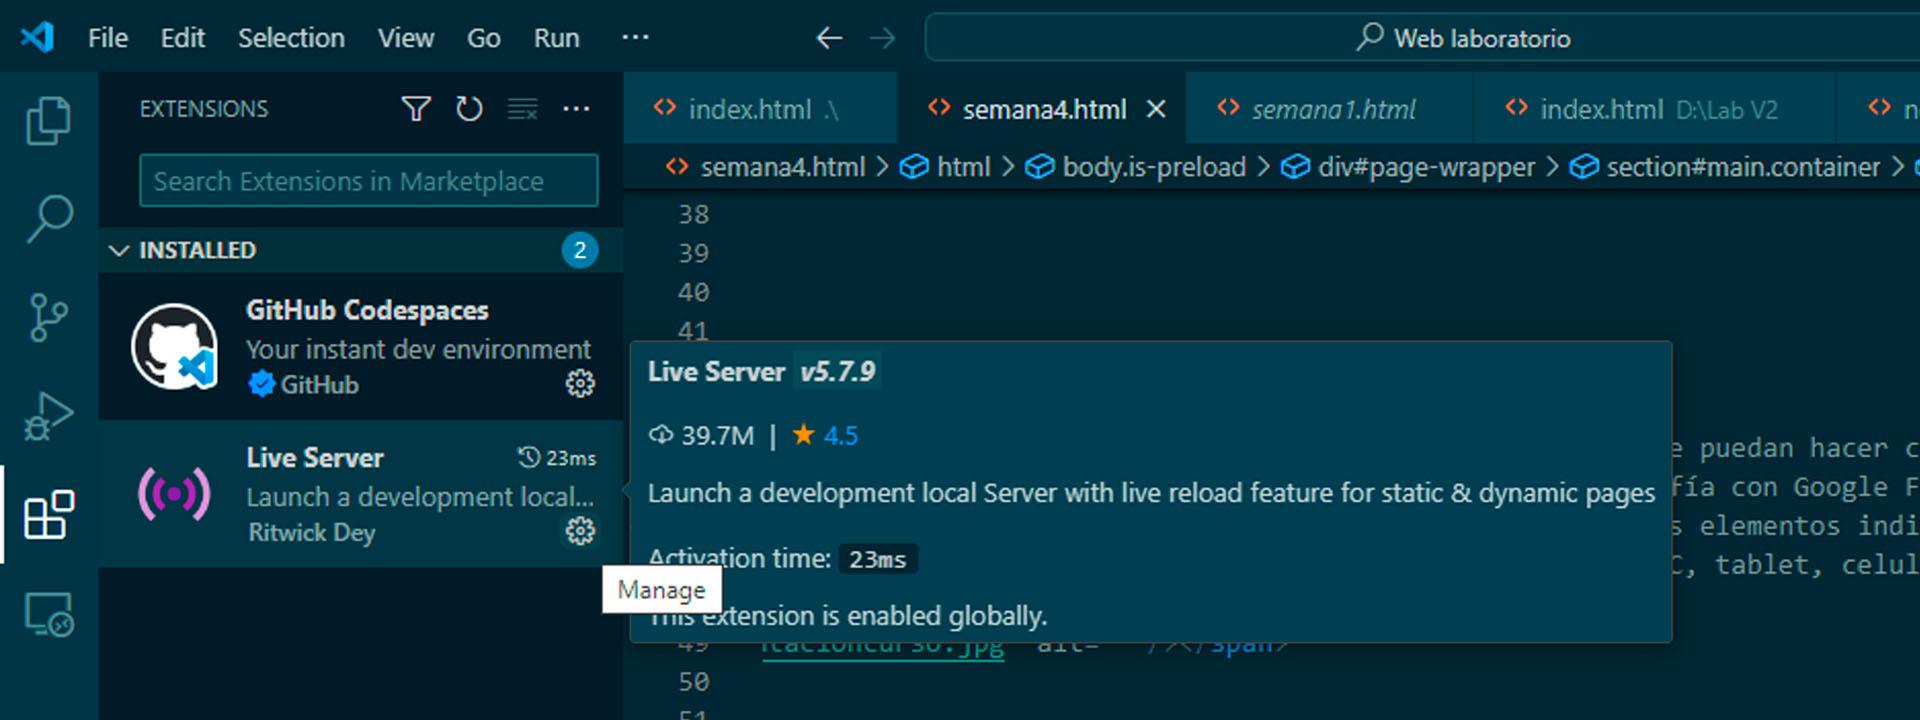 File Edit Selection View Go Run ...
Web laboratorio
EXTENSIONS
index.html .\
semana4.html
semana1.html
index.html D:\Lab V2
Search Extensions in Marketplace
semana4.html > html > body.is-preload > div#page-wrapper > section#main.container >
INSTALLED
2
38
39
40
41
GitHub Codespaces
Your instant dev environment
GitHub
Live Server
23ms
Launch a development local...
Ritwick Dey
Manage
Live Server v5.7.9
39.7M | 4.5
Launch a development local Server with live reload feature for static & dynamic pages
Activation time: 23ms
This extension is enabled globally.
puedan hacer
con Google
elementos
, tablet,
49
alt=
span>
50
51